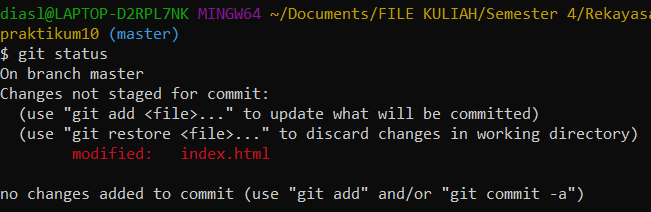 diasl@LAPTOP-D2RPL7NK MINGW64 ~/Documents/FILE KULIAH/Semester 4/Rekayas
praktikum10 (master)
$ git status
On branch master
Changes not staged for commit:
  (use "git add <file>..." to update what will be committed)
  (use "git restore <file>..." to discard changes in working directory)
        modified:   index.html
no changes added to commit (use "git add" and/or "git commit -a")